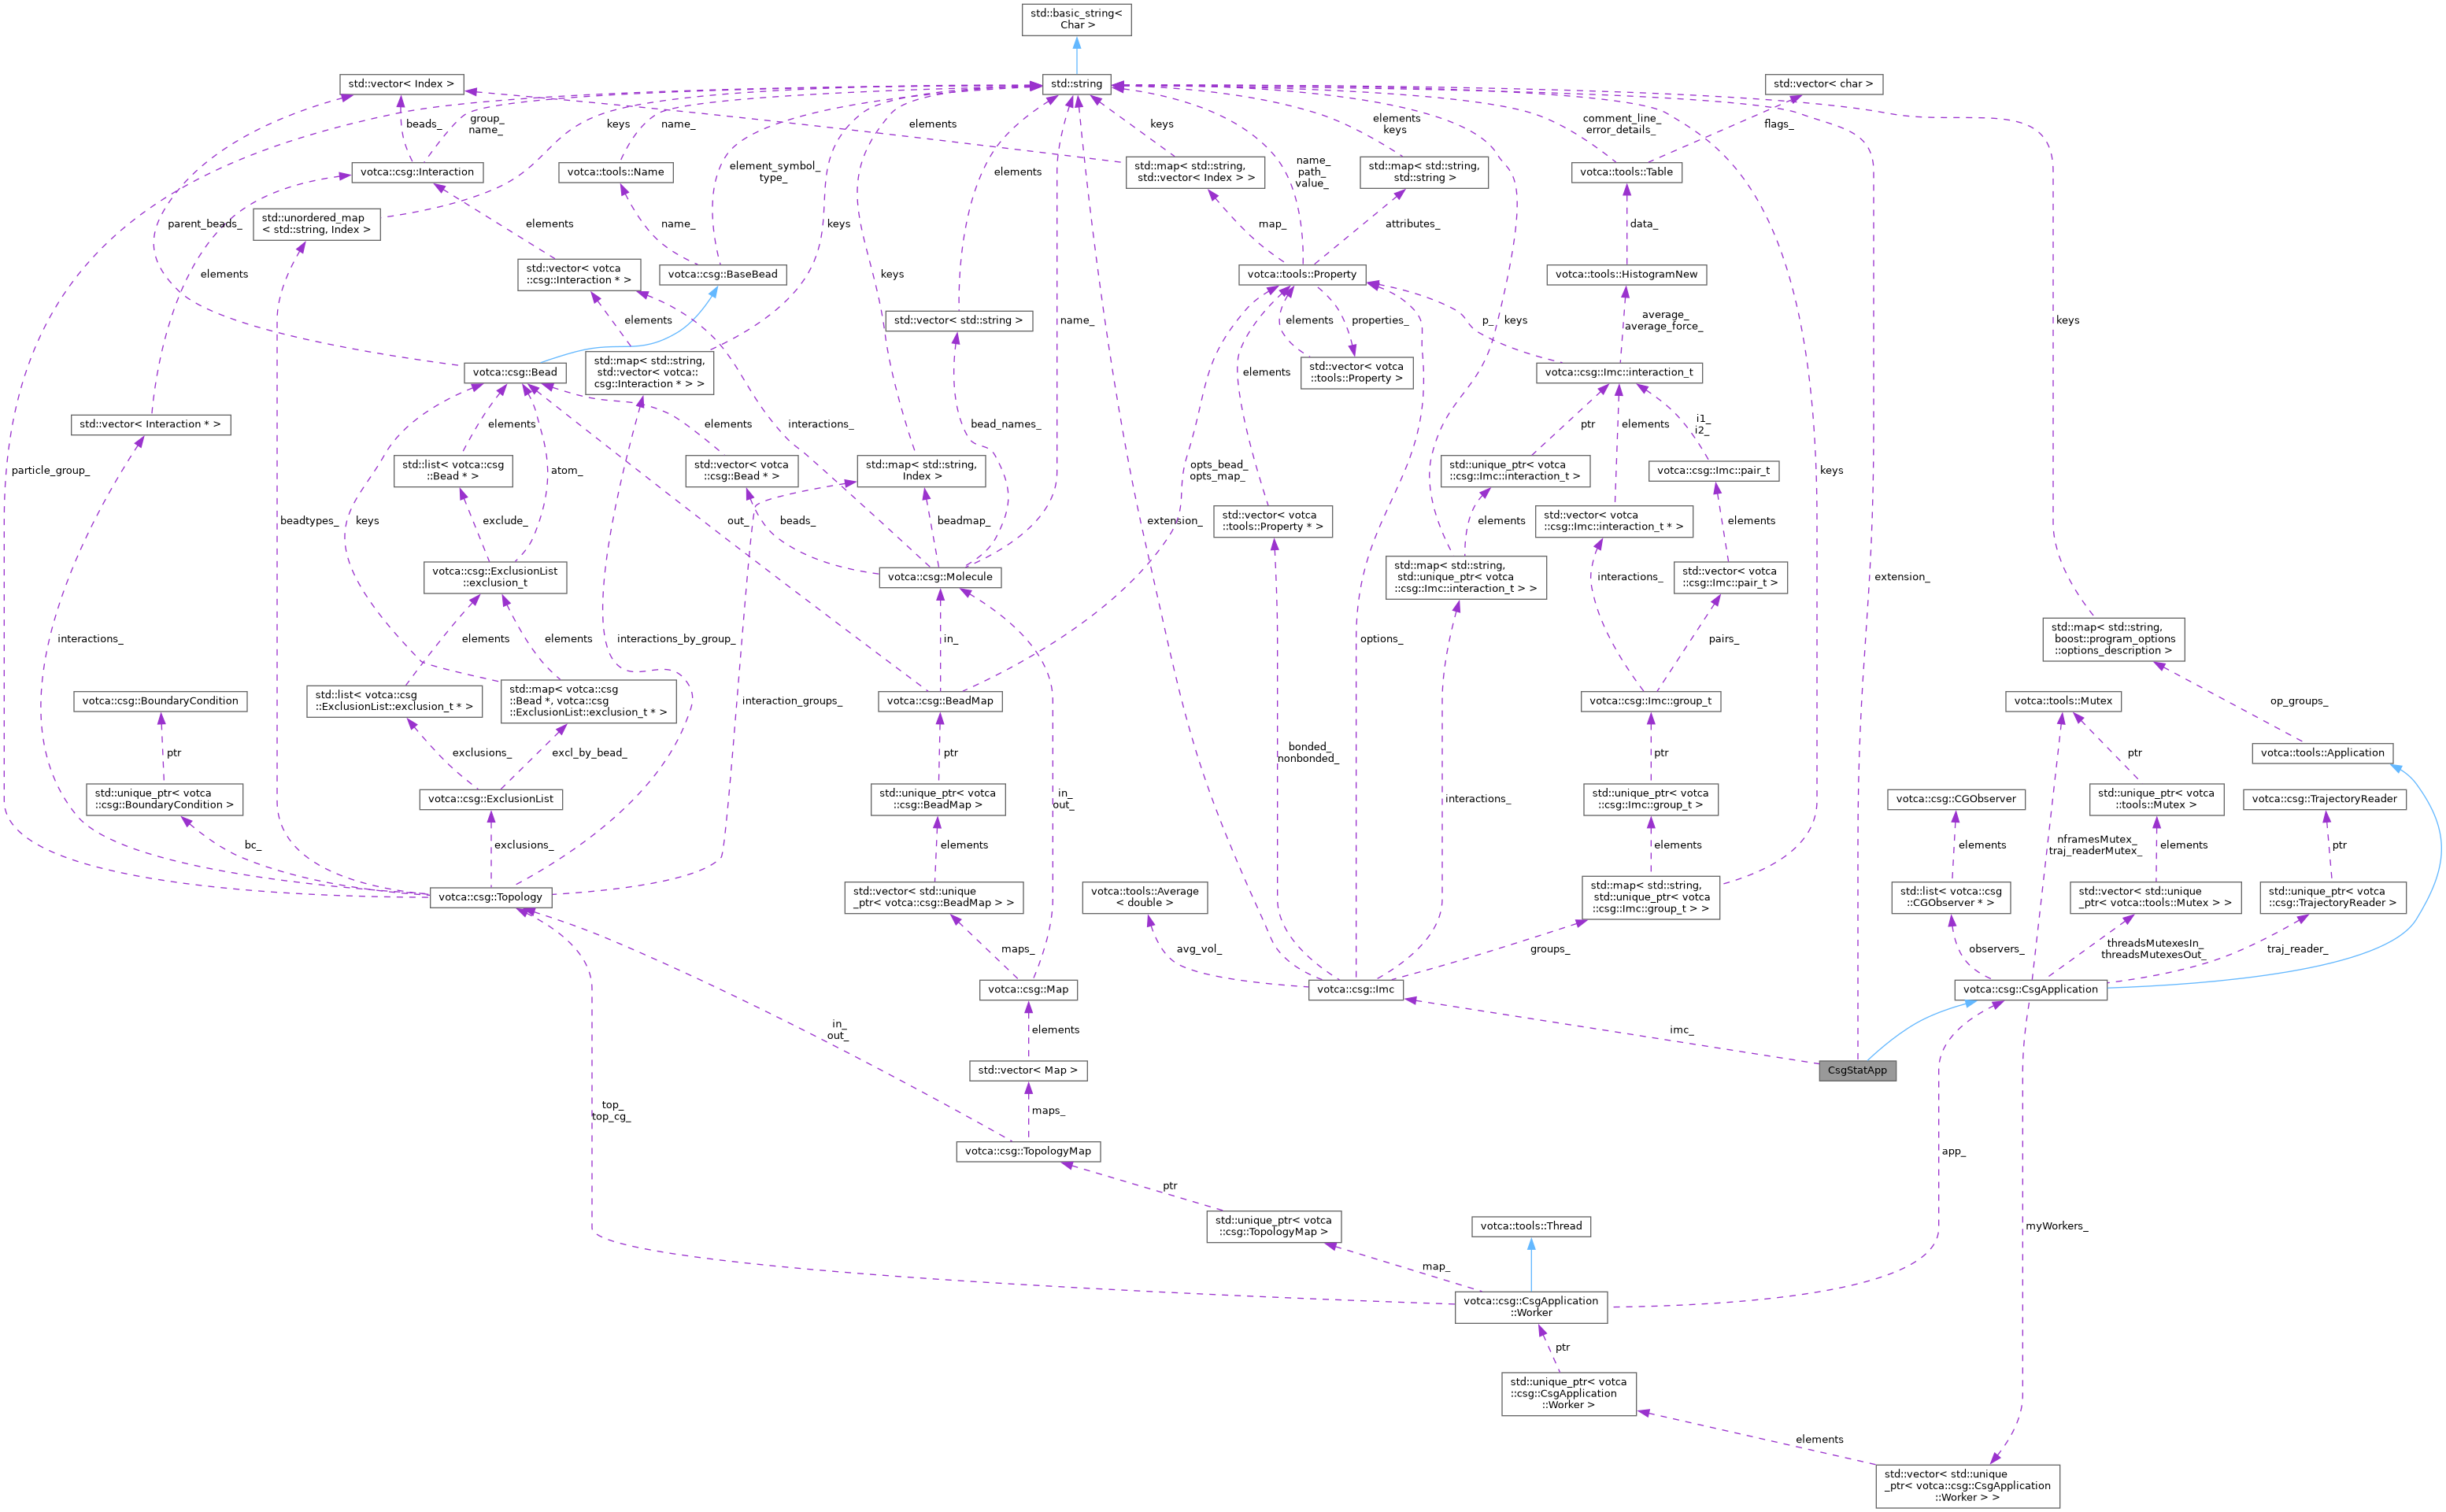 std::basic_string<
Char >
std::vector< Index >
std::string
std::vector< char >
beads_
group_
name_
keys
name_
elements
keys
elements
keys
comment_line_
error_details_
flags_
votca::csg::Interaction
votca::tools::Name
element_symbol_
type_
elements
std::map< std::string,
std::vector< Index > >
name_
path_
value_
std::map< std::string,
std::string >
votca::tools::Table
parent_beads_
std::unordered_map
< std::string, Index >
elements
name_
keys
map_
attributes_
data_
elements
std::vector< votca
::csg::Interaction * >
votca::csg::BaseBead
keys
votca::tools::Property
votca::tools::HistogramNew
elements
std::vector< std::string >
name_
elements
properties_
keys
p_
average_
average_force_
keys
votca::csg::Bead
std::map< std::string,
std::vector< votca::
csg::Interaction * > >
elements
std::vector< votca
::tools::Property >
votca::csg::Imc::interaction_t
std::vector< Interaction * >
elements
elements
interactions_
bead_names_
ptr
elements
i1_
i2_
particle_group_
std::list< votca::csg
::Bead * >
atom_
std::vector< votca
::csg::Bead * >
std::map< std::string,
Index >
opts_bead_
opts_map_
std::unique_ptr< votca
::csg::Imc::interaction_t >
votca::csg::Imc::pair_t
keys
beadtypes_
keys
exclude_
out_
beads_
beadmap_
extension_
std::vector< votca
::tools::Property * >
elements
std::vector< votca
::csg::Imc::interaction_t * >
elements
votca::csg::ExclusionList
::exclusion_t
votca::csg::Molecule
std::map< std::string,
std::unique_ptr< votca
::csg::Imc::interaction_t > >
interactions_
std::vector< votca
::csg::Imc::pair_t >
extension_
interactions_
elements
elements
interactions_by_group_
in_
options_
pairs_
std::map< std::string,
boost::program_options
::options_description >
votca::csg::BoundaryCondition
std::list< votca::csg
::ExclusionList::exclusion_t * >
std::map< votca::csg
::Bead *, votca::csg
::ExclusionList::exclusion_t * >
interaction_groups_
votca::csg::BeadMap
votca::csg::Imc::group_t
votca::tools::Mutex
op_groups_
ptr
exclusions_
excl_by_bead_
ptr
bonded_
nonbonded_
ptr
ptr
votca::tools::Application
std::unique_ptr< votca
::csg::BoundaryCondition >
votca::csg::ExclusionList
std::unique_ptr< votca
::csg::BeadMap >
in_
out_
interactions_
std::unique_ptr< votca
::csg::Imc::group_t >
votca::csg::CGObserver
std::unique_ptr< votca
::tools::Mutex >
votca::csg::TrajectoryReader
bc_
exclusions_
elements
elements
elements
nframesMutex_
traj_readerMutex_
elements
ptr
votca::csg::Topology
std::vector< std::unique
_ptr< votca::csg::BeadMap > >
votca::tools::Average
< double >
std::map< std::string,
std::unique_ptr< votca
::csg::Imc::group_t > >
std::list< votca::csg
::CGObserver * >
std::vector< std::unique
_ptr< votca::tools::Mutex > >
std::unique_ptr< votca
::csg::TrajectoryReader >
maps_
avg_vol_
groups_
observers_
threadsMutexesIn_
threadsMutexesOut_
traj_reader_
votca::csg::Map
votca::csg::Imc
votca::csg::CsgApplication
in_
out_
elements
imc_
std::vector< Map >
CsgStatApp
top_
top_cg_
maps_
votca::csg::TopologyMap
app_
ptr
std::unique_ptr< votca
::csg::TopologyMap >
votca::tools::Thread
myWorkers_
map_
votca::csg::CsgApplication
::Worker
ptr
std::unique_ptr< votca
::csg::CsgApplication
::Worker >
elements
std::vector< std::unique
_ptr< votca::csg::CsgApplication
::Worker > >